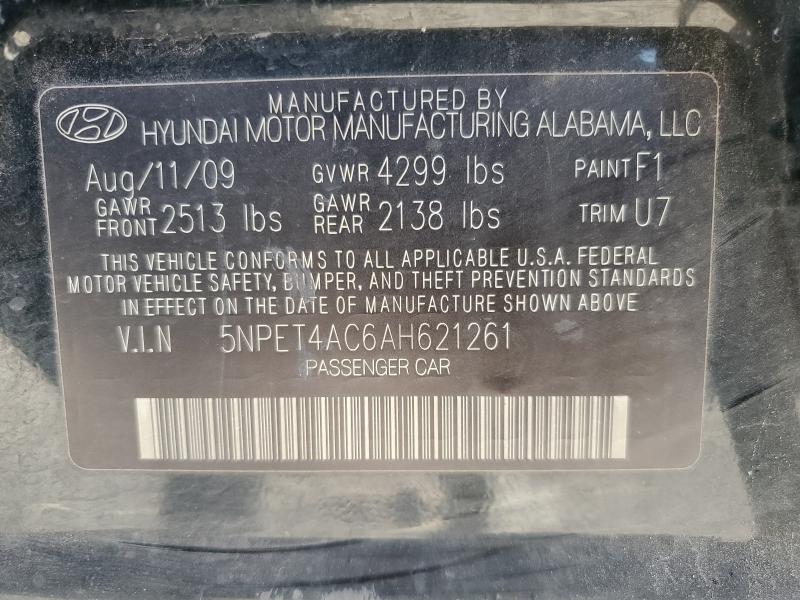 MANUFACTURED BY
HYUNDAI MOTOR MANUFACTURING ALABAMA, LLC
Aug/11/09 GVWR 4299 lbs PAINT F1
GAWR FRONT 2513 lbs GAWR REAR 2138 lbs TRIM U7
THIS VEHICLE CONFORMS TO ALL APPLICABLE U.S.A. FEDERAL
MOTOR VEHICLE SAFETY, BUMPER, AND THEFT PREVENTION STANDARDS
IN EFFECT ON THE DATE OF MANUFACTURE SHOWN ABOVE
V.I.N 5NPET4AC6AH621261
PASSENGER CAR